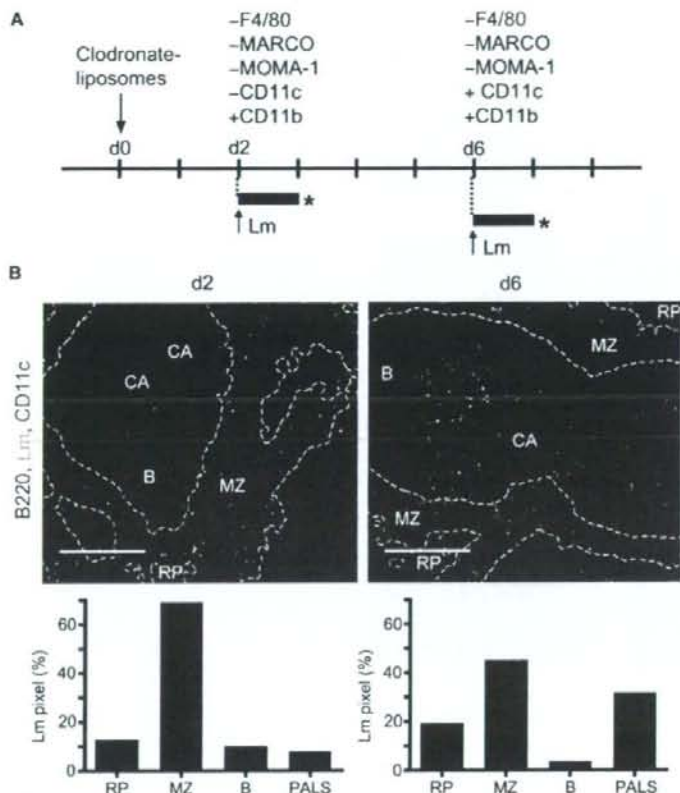 A
Clodronate-
liposomes
–F4/80
–MARCO
–MOMA-1
–CD11c
+CD11b
–F4/80
–MARCO
–MOMA-1
+ CD11c
+CD11b
d0
d2
d6
*
Lm
*
Lm
B
d2
d6
B220, Lm, CD11c
CA
CA
B
MZ
RP
RP
MZ
B
CA
MZ
RP
Lm pixel (%)
60
40
20
0
RP
MZ
B
PALS
Lm pixel (%)
60
40
20
0
RP
MZ
B
PALS